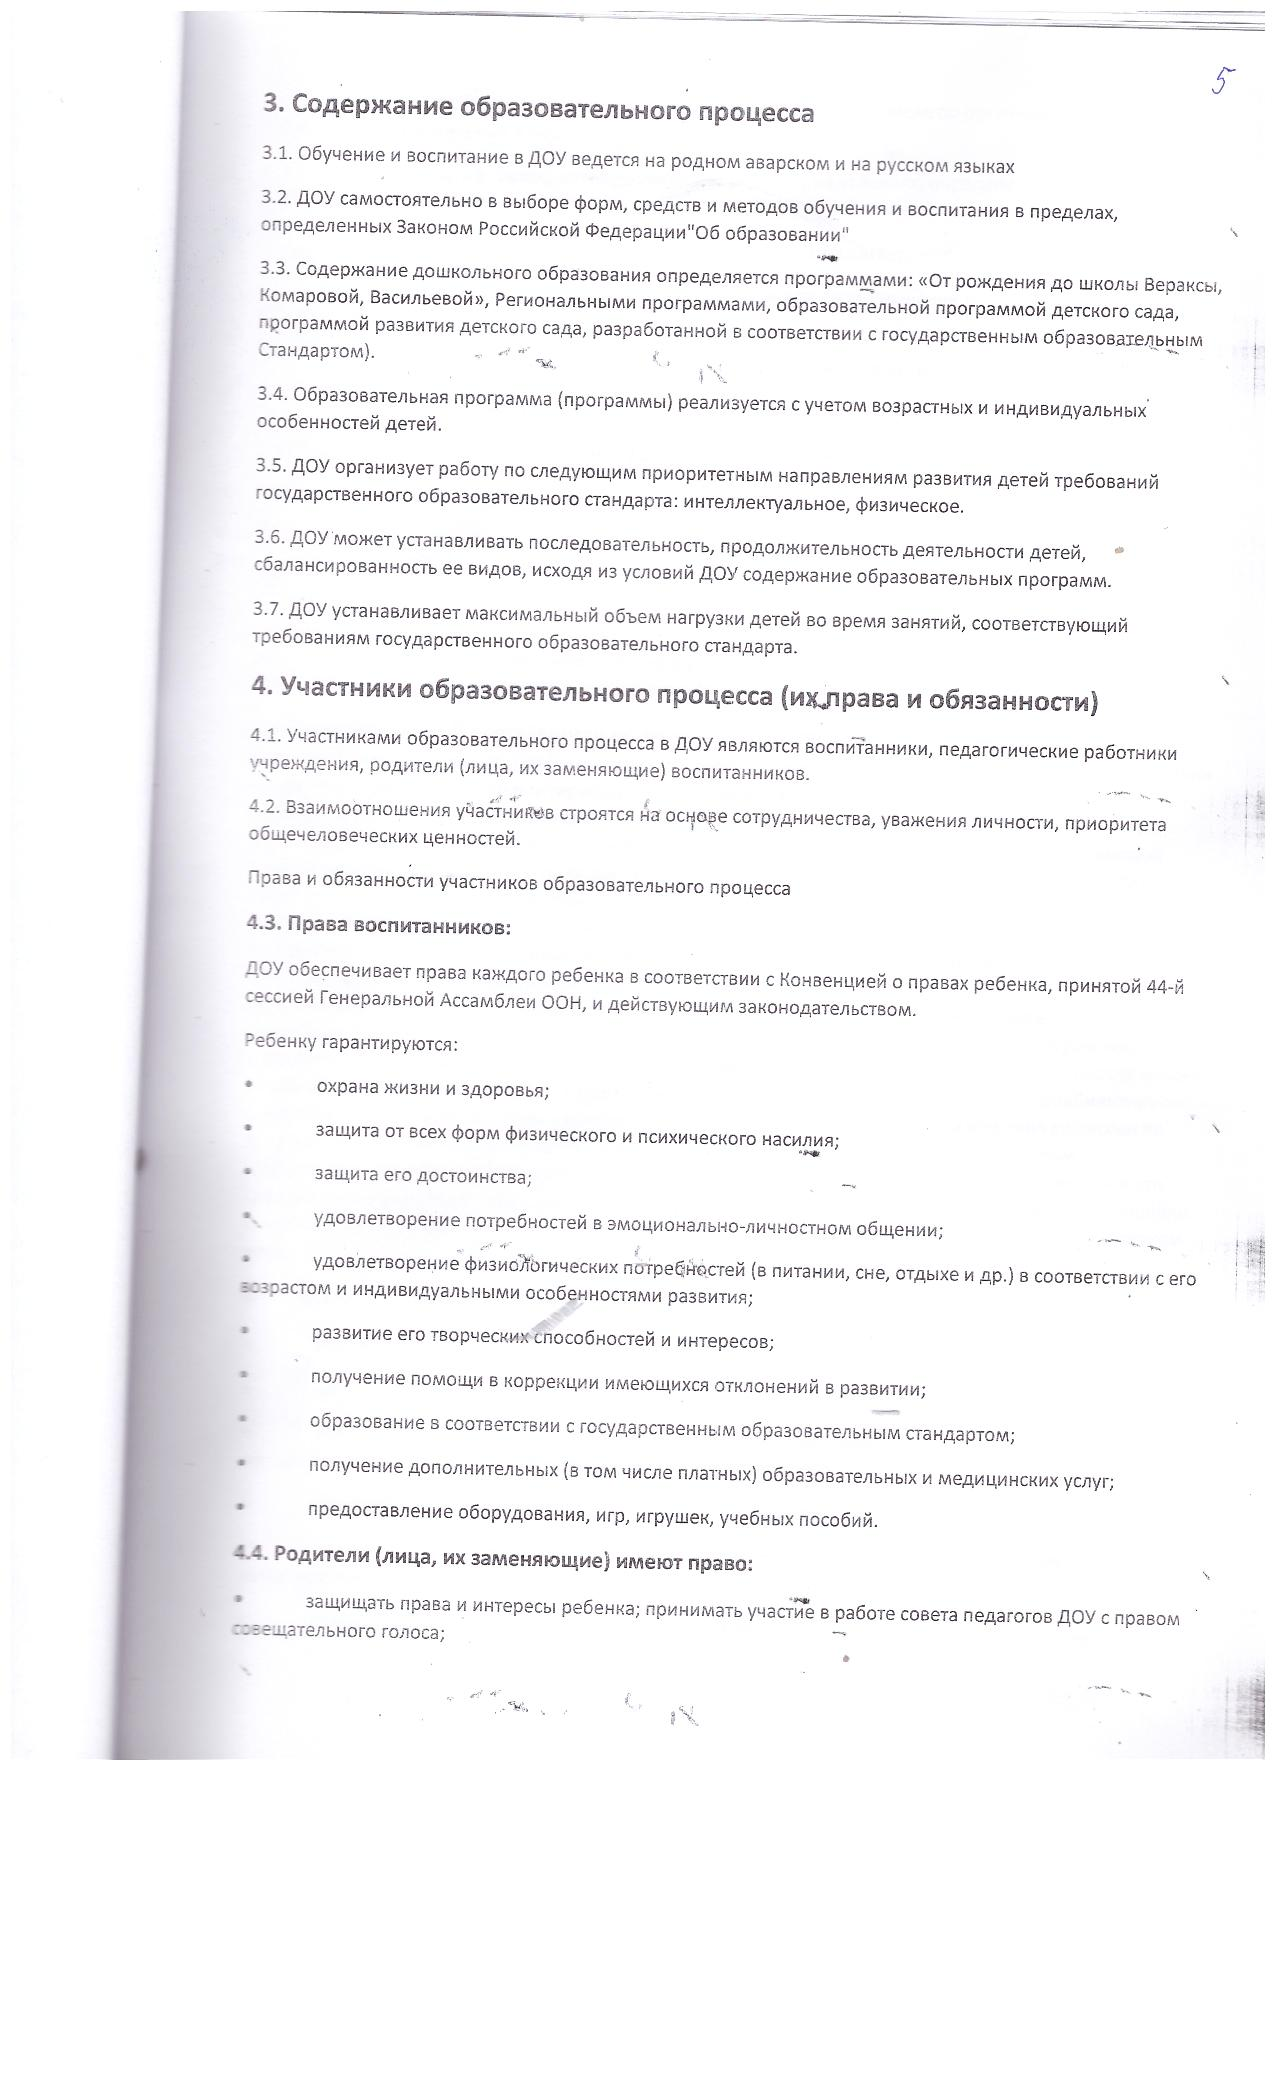 5
3. Содержание образовательного процесса
3.1. Обучение и воспитание в ДОУ ведется на родном аварском и на русском языках
3.2. ДОУ самостоятельно в выборе форм, средств и методов обучения и воспитания в пределах,
определенных Законом Российской Федерации"Об образовании"
3.3. Содержание дошкольного образования определяется программами: «От рождения до школы Вераксы,
Комаровой, Васильевой», Региональными программами, образовательной программой детского сада,
программой развития детского сада, разработанной в соответствии с государственным образовательным
Стандартом).
3.4. Образовательная программа (программы) реализуется с учетом возрастных и индивидуальных
особенностей детей.
3.5. ДОУ организует работу по следующим приоритетным направлениям развития детей требований
государственного образовательного стандарта: интеллектуальное, физическое.
3.6. ДОУ может устанавливать последовательность, продолжительность деятельности детей,
сбалансированность ее видов, исходя из условий ДОУ содержание образовательных программ.
3.7. ДОУ устанавливает максимальный объем нагрузки детей во время занятий, соответствующий
требованиям государственного образовательного стандарта.
4. Участники образовательного процесса (их права и обязанности)
4.1. Участниками образовательного процесса в ДОУ являются воспитанники, педагогические работники
учреждения, родители (лица, их заменяющие) воспитанников.
4.2. Взаимоотношения участников строятся на основе сотрудничества, уважения личности, приоритета
общечеловеческих ценностей.
Права и обязанности участников образовательного процесса
4.3. Права воспитанников:
ДОУ обеспечивает права каждого ребенка в соответствии с Конвенцией о правах ребенка, принятой 44-й
сессией Генеральной Ассамблеи ООН, и действующим законодательством.
Ребенку гарантируются:
• охрана жизни и здоровья;
• защита от всех форм физического и психического насилия;
• защита его достоинства;
• удовлетворение потребностей в эмоционально-личностном общении;
• удовлетворение физиологических потребностей (в питании, сне, отдыхе и др.) в соответствии с его
возрастом и индивидуальными особенностями развития;
• развитие его творческих способностей и интересов;
• получение помощи в коррекции имеющихся отклонений в развитии;
• образование в соответствии с государственным образовательным стандартом;
• получение дополнительных (в том числе платных) образовательных и медицинских услуг;
• предоставление оборудования, игр, игрушек, учебных пособий.
4.4. Родители (лица, их заменяющие) имеют право:
• защищать права и интересы ребенка; принимать участие в работе совета педагогов ДОУ с правом
совещательного голоса;